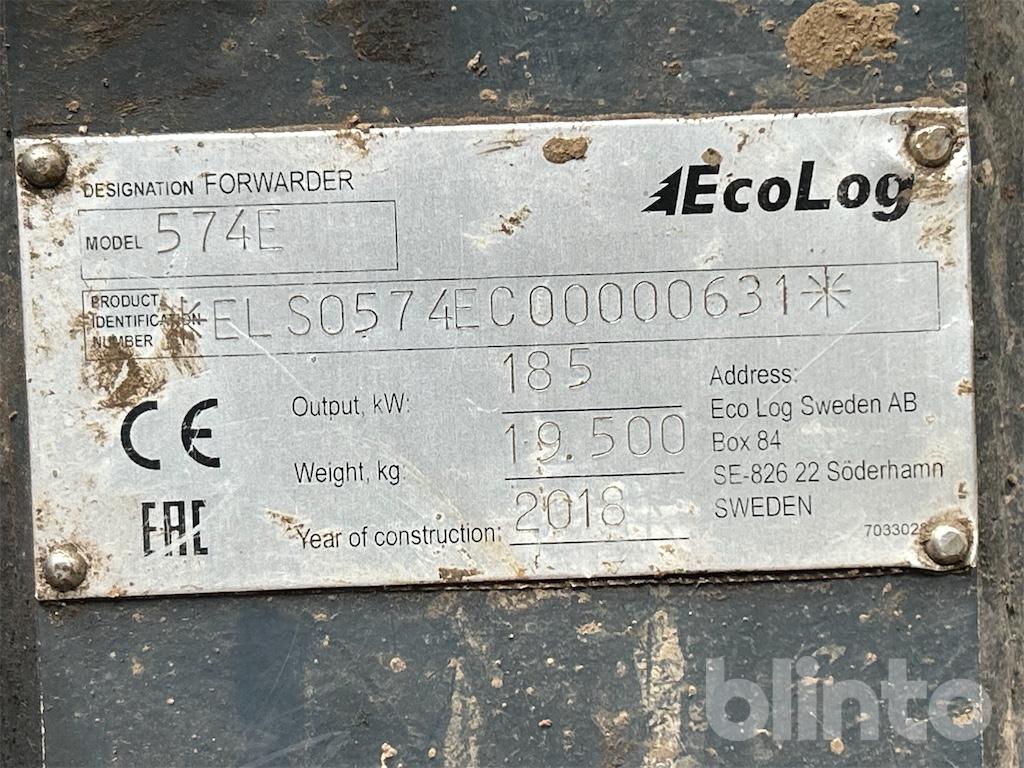 DESIGNATION FORWARDER
EcoLog
MODEL 574E
PRODUCT
IDENTIFICATION
NUMBER
*ELS0574EC00000631*
CE
EAC
Output, kW: 185
Weight, kg: 19.500
Year of construction: 2018
Address:
Eco Log Sweden AB
Box 84
SE-826 22 Söderhamn
SWEDEN
blinto